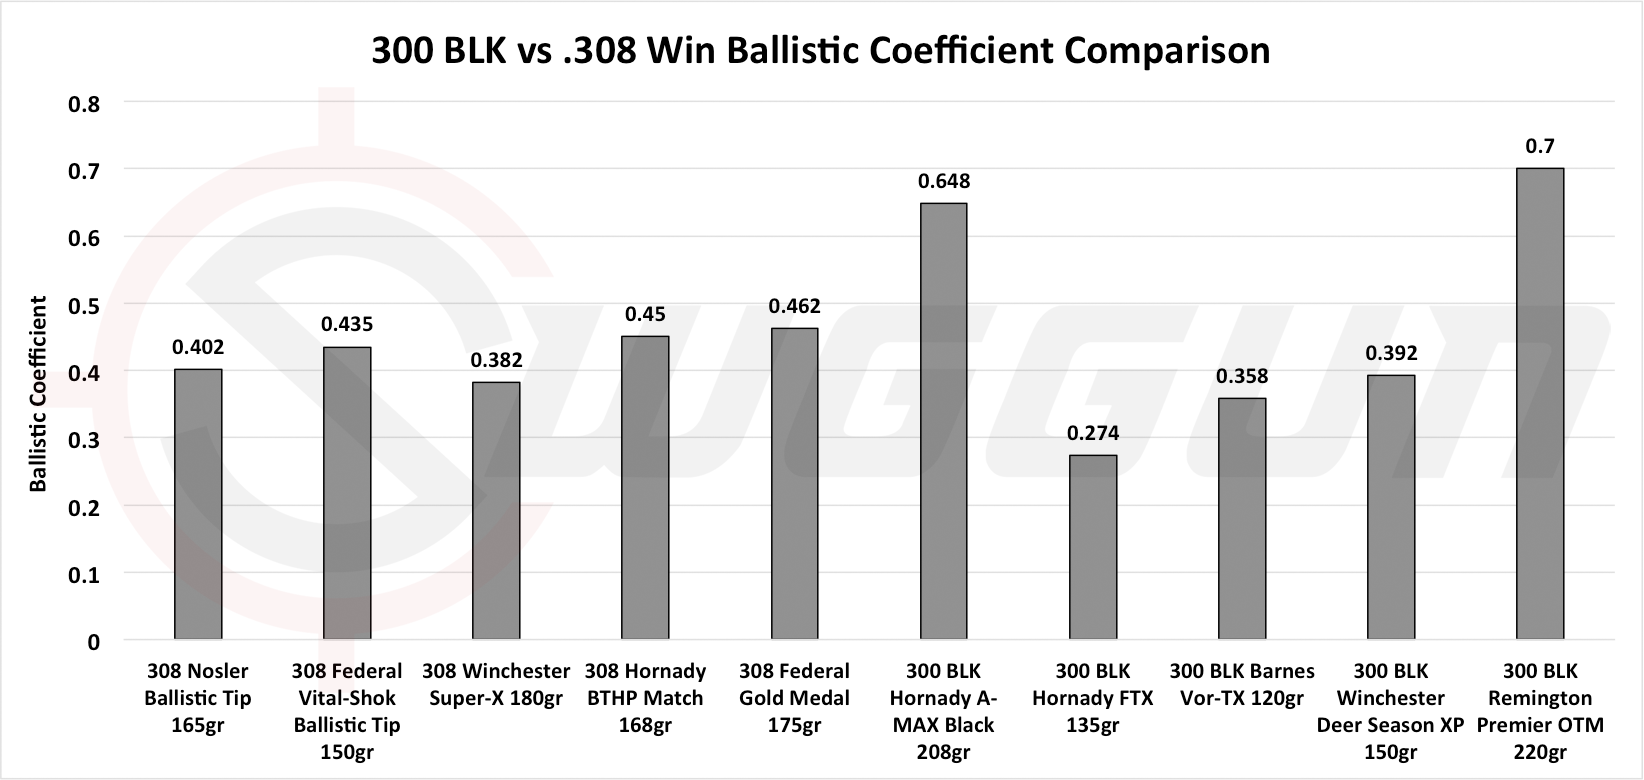 300 BLK vs .308 Win Ballistic Coefficient Comparison
Ballistic Coefficient
0.8
0.7
0.6
0.5
0.4
0.3
0.2
0.1
0
0.402
0.435
0.382
0.45
0.462
0.648
0.274
0.358
0.392
0.7
308 Nosler
Ballistic Tip
165gr
308 Federal
Vital-Shok
Ballistic Tip
150gr
308 Winchester
Super-X 180gr
308 Hornady
BTHP Match
168gr
308 Federal
Gold Medal
175gr
300 BLK
Hornady A-
MAX Black
208gr
300 BLK
Hornady FTX
135gr
300 BLK Barnes
Vor-TX 120gr
300 BLK
Winchester
Deer Season XP
150gr
300 BLK
Remington
Premier OTM
220gr
WGGUN